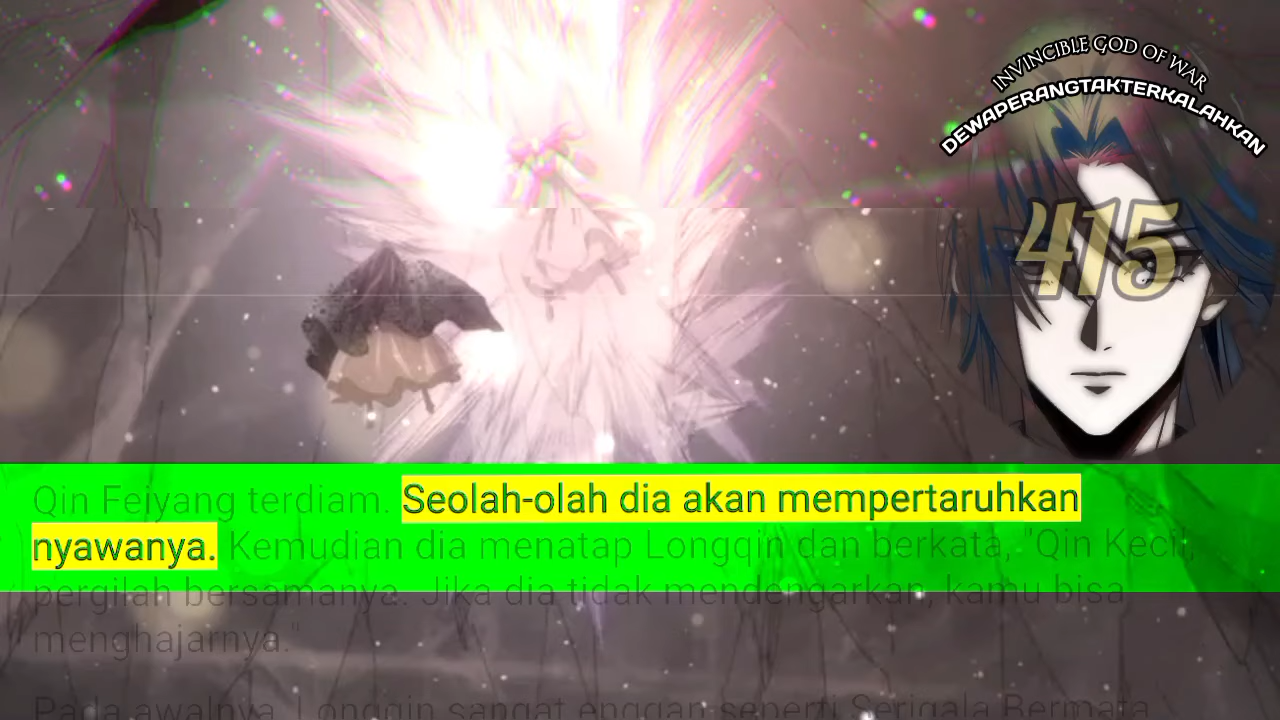 INVINCIBLE GOD OF WAR
DEWAPERANGTAKTERKALAHKAN
415
Qin Feiyang terdiam. Seolah-olah dia akan mempertaruhkan
nyawanya. Kemudian dia menatap Longqin dan berkata, "Qin Kecil,
pergilah bersamanya. Jika dia tidak mendengarkan, kamu bisa
menghajarnya."
Pada awalnya, Longqin sangat enggan seperti Serigala Bermata